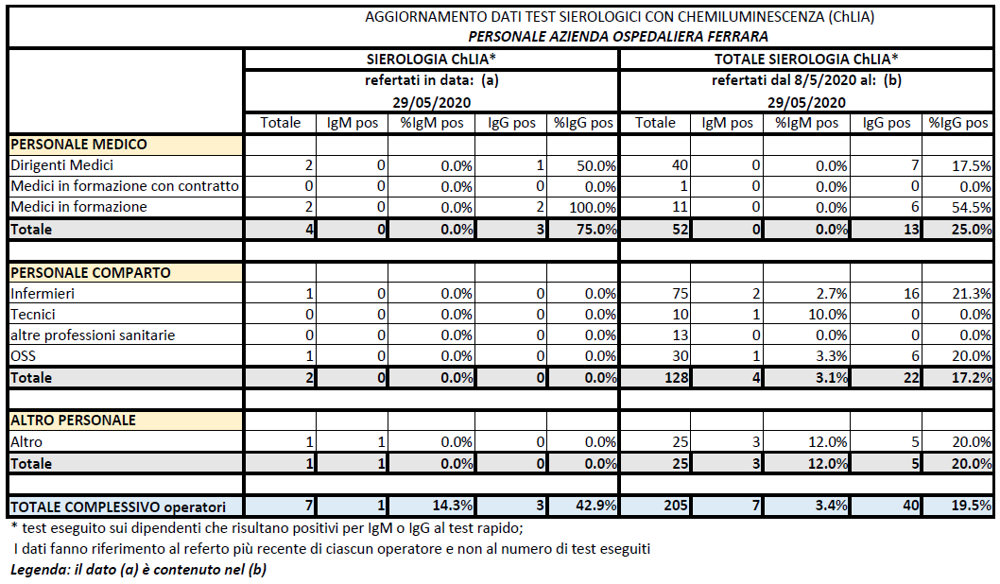 AGGIORNAMENTO DATI TEST SIEROLOGICI CON CHEMILUMINESCENZA (ChLIA)
PERSONALE AZIENDA OSPEDALIERA FERRARA
SIEROLOGIA ChLIA* TOTALE SIEROLOGIA ChLIA*
refertati in data: (a) refertati dal 8/5/2020 al: (b)
29/05/2020 29/05/2020
Totale IgM pos %IgM pos IgG pos %IgG pos Totale IgM pos %IgM pos IgG pos %IgG pos
PERSONALE MEDICO
Dirigenti Medici 2 0 0.0% 1 50.0% 40 0 0.0% 7 17.5%
Medici in formazione con contratto 0 0 0.0% 0 0.0% 1 0 0.0% 0 0.0%
Medici in formazione 2 0 0.0% 2 100.0% 11 0 0.0% 6 54.5%
Totale 4 0 0.0% 3 75.0% 52 0 0.0% 13 25.0%
PERSONALE COMPARTO
Infermieri 1 0 0.0% 0 0.0% 75 2 2.7% 16 21.3%
Tecnici 0 0 0.0% 0 0.0% 10 1 10.0% 0 0.0%
altre professioni sanitarie 0 0 0.0% 0 0.0% 13 0 0.0% 0 0.0%
OSS 1 0 0.0% 0 0.0% 30 1 3.3% 6 20.0%
Totale 2 0 0.0% 0 0.0% 128 4 3.1% 22 17.2%
ALTRO PERSONALE
Altro 1 1 0.0% 0 0.0% 25 3 12.0% 5 20.0%
Totale 1 1 0.0% 0 0.0% 25 3 12.0% 5 20.0%
TOTALE COMPLESSIVO operatori 7 1 14.3% 3 42.9% 205 7 3.4% 40 19.5%
* test eseguito sui dipendenti che risultano positivi per IgM o IgG al test rapido;
I dati fanno riferimento al referto più recente di ciascun operatore e non al numero di test eseguiti
Legenda: il dato (a) è contenuto nel (b)